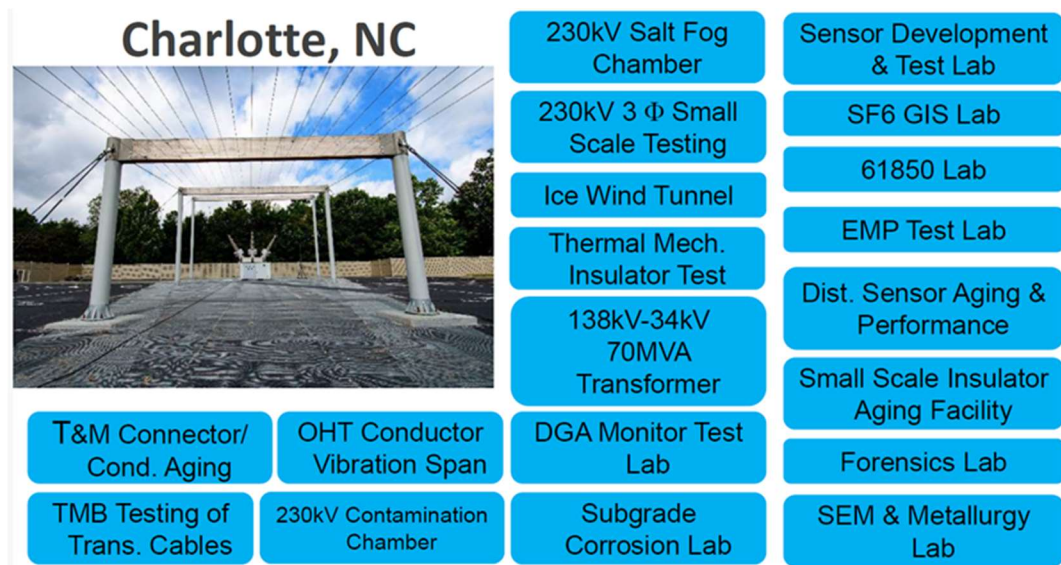 Charlotte, NC
230kV Salt Fog
Chamber
230kV 3 Φ Small
Scale Testing
Ice Wind Tunnel
Thermal Mech.
Insulator Test
138kV-34kV
70MVA
Transformer
DGA Monitor Test
Lab
Subgrade
Corrosion Lab
Sensor Development
& Test Lab
SF6 GIS Lab
61850 Lab
EMP Test Lab
Dist. Sensor Aging &
Performance
Small Scale Insulator
Aging Facility
Forensics Lab
SEM & Metallurgy
Lab
T&M Connector/
Cond. Aging
OHT Conductor
Vibration Span
TMB Testing of
Trans. Cables
230kV Contamination
Chamber